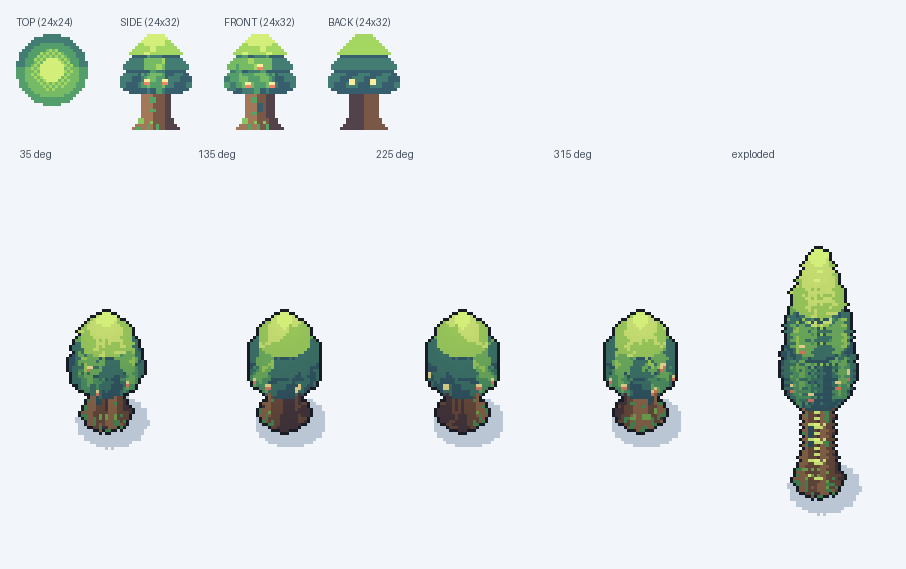 TOP (24x24)
SIDE (24x32)
FRONT (24x32)
BACK (24x32)
35 deg
135 deg
225 deg
315 deg
exploded